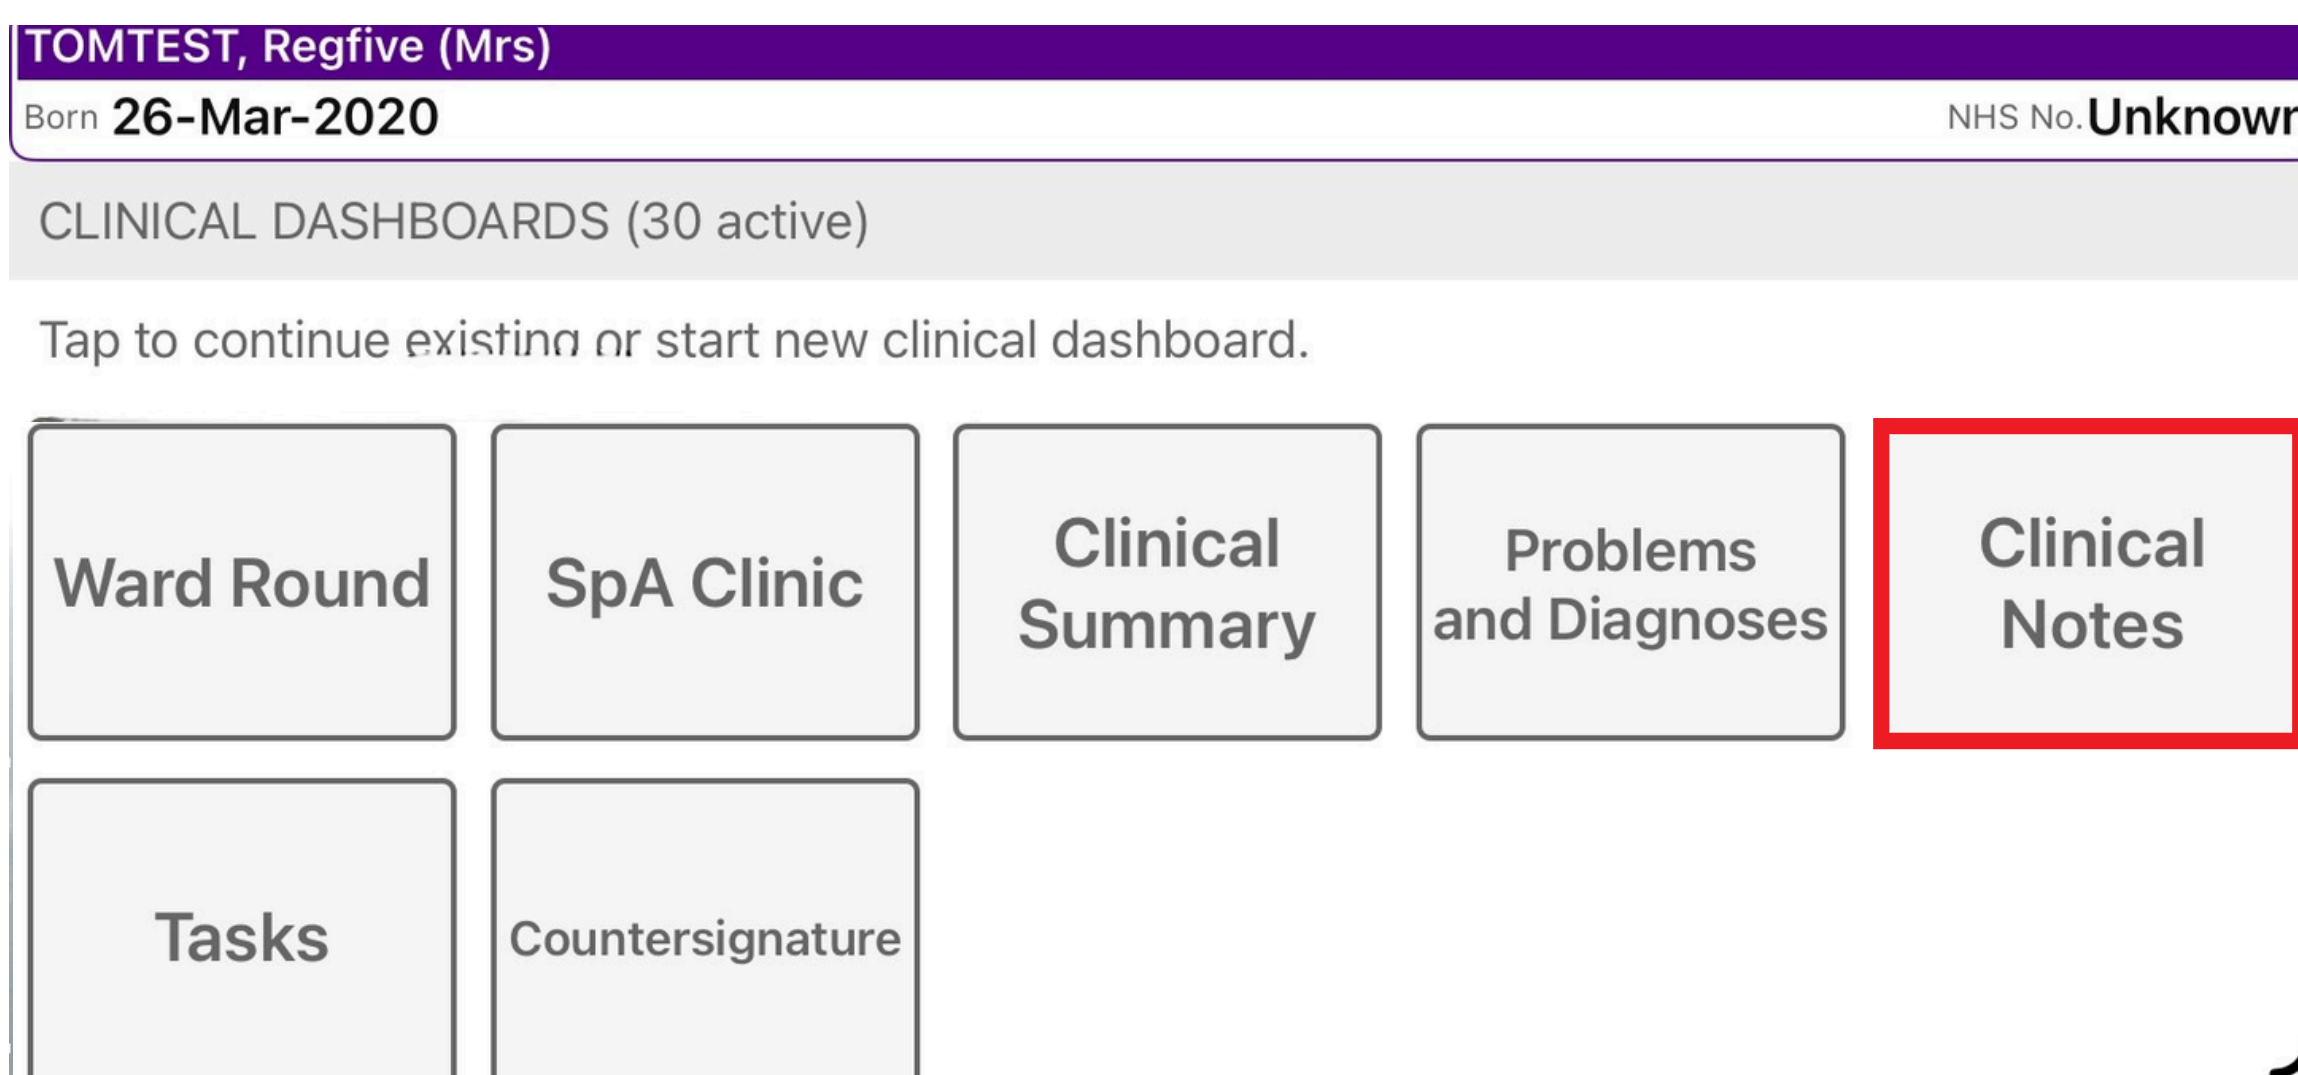 TOMTEST, Regfive (Mrs)
Born 26-Mar-2020 NHS No. Unknown
CLINICAL DASHBOARDS (30 active)
Tap to continue existing or start new clinical dashboard.
Ward Round
SpA Clinic
Clinical
Summary
Problems
and Diagnoses
Clinical
Notes
Tasks
Countersignature